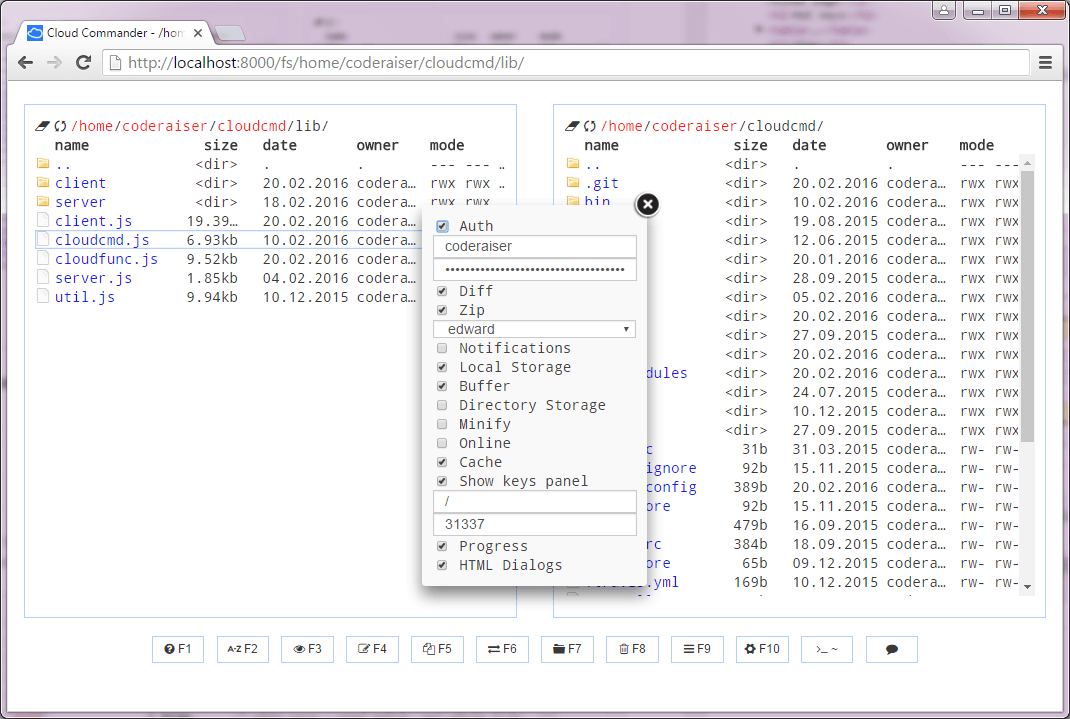 Cloud Commander - /hom
http://localhost:8000/fs/home/coderaiser/cloudcmd/lib/
/home/coderaiser/cloudcmd/lib/
name size date owner mode
.. <dir> . . --- --- .
client <dir> 20.02.2016 codera… rwx rwx .
server <dir> 18.02.2016 codera… rwx rwx
client.js 19.39… 20.02.2016 codera…
cloudcmd.js 6.93kb 10.02.2016 codera…
cloudfunc.js 9.52kb 20.02.2016 codera…
server.js 1.85kb 04.02.2016 codera…
util.js 9.94kb 10.12.2015 codera…
Auth
coderaiser
Diff
Zip
edward
Notifications
Local Storage
Buffer
Directory Storage
Minify
Online
Cache
Show keys panel
/
31337
Progress
HTML Dialogs
/home/coderaiser/cloudcmd/
name size date owner mode
.. <dir> . . --- ---
.git <dir> 20.02.2016 codera… rwx rwx
bin <dir> 10.02.2016 codera… rwx rwx
<dir> 19.08.2015 codera… rwx rwx
<dir> 12.06.2015 codera… rwx rwx
<dir> 20.01.2016 codera… rwx rwx
<dir> 28.08.2015 codera… rwx rwx
<dir> 05.02.2016 codera… rwx rwx
<dir> 20.02.2016 codera… rwx rwx
<dir> 27.09.2015 codera… rwx rwx
<dir> 20.02.2016 codera… rwx rwx
dules <dir> 20.02.2016 codera… rwx rwx
<dir> 24.07.2015 codera… rwx rwx
<dir> 10.12.2015 codera… rwx rwx
<dir> 27.09.2015 codera… rwx rwx
c 31b 31.03.2015 codera… rw- rw-
ignore 92b 15.11.2015 codera… rw- rw-
config 389b 20.02.2016 codera… rw- rw-
ore 92b 15.11.2015 codera… rw- rw-
479b 16.09.2015 codera… rw- rw-
rc 384b 18.09.2015 codera… rw- rw-
ore 65b 09.12.2015 codera… rw- rw-
.travis.yml 169b 10.12.2015 codera… rw- rw-
F1
A-Z F2
F3
F4
F5
F6
F7
F8
F9
F10
>_ ~